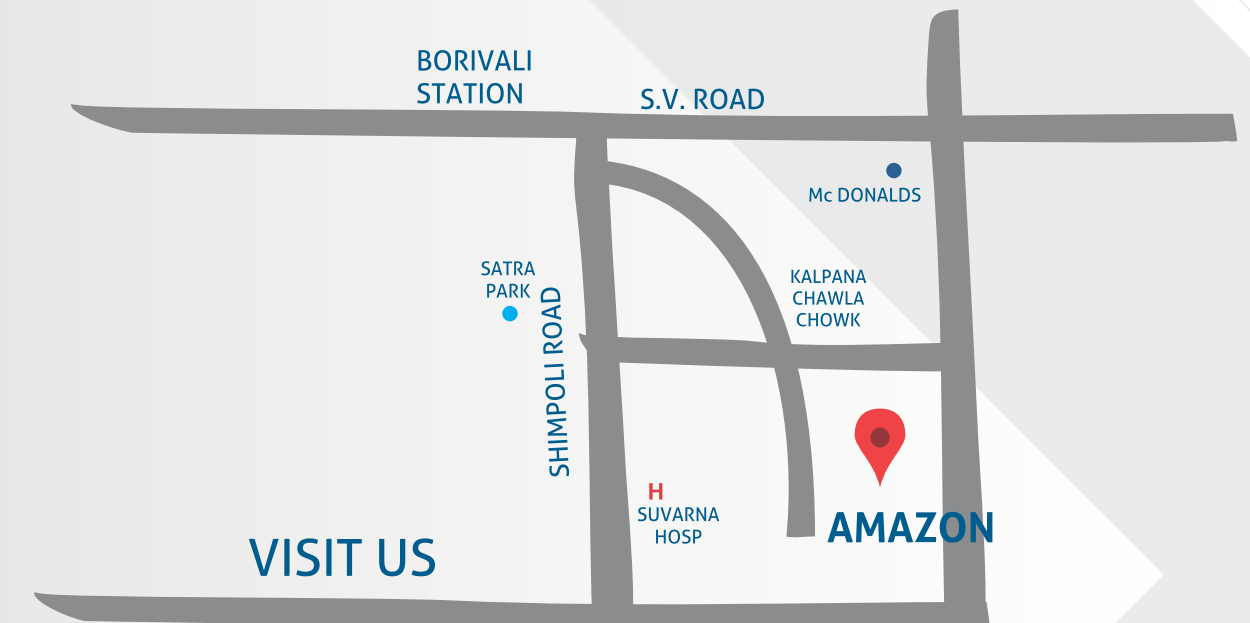 BORIVALI
STATION
S.V. ROAD
Mc DONALDS
SATRA
PARK
KALPANA
CHAWLA
CHOWK
SHIMPOLI ROAD
H
SUVARNA
HOSP
AMAZON
VISIT US